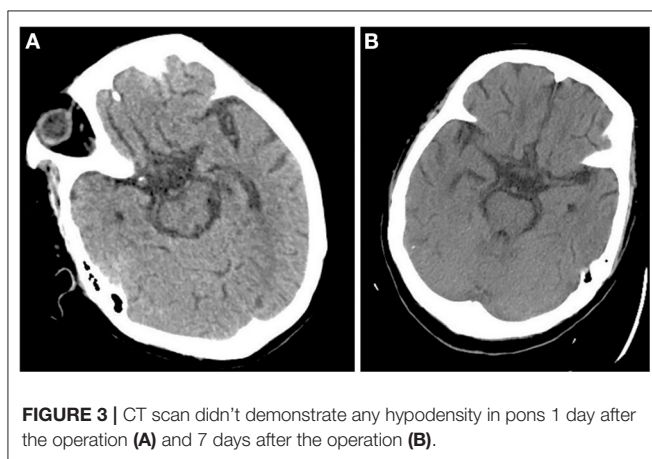 A
B
FIGURE 3 | CT scan didn't demonstrate any hypodensity in pons 1 day after
the operation (A) and 7 days after the operation (B).